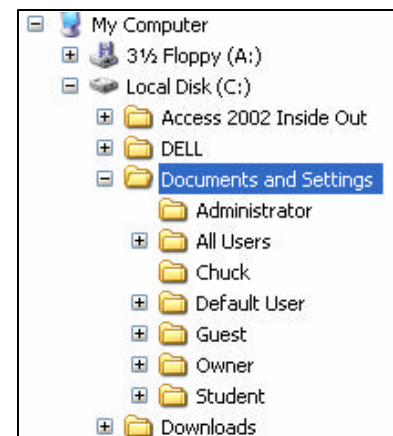 My Computer
3½ Floppy (A:)
Local Disk (C:)
Access 2002 Inside Out
DELL
Documents and Settings
Administrator
All Users
Chuck
Default User
Guest
Owner
Student
Downloads